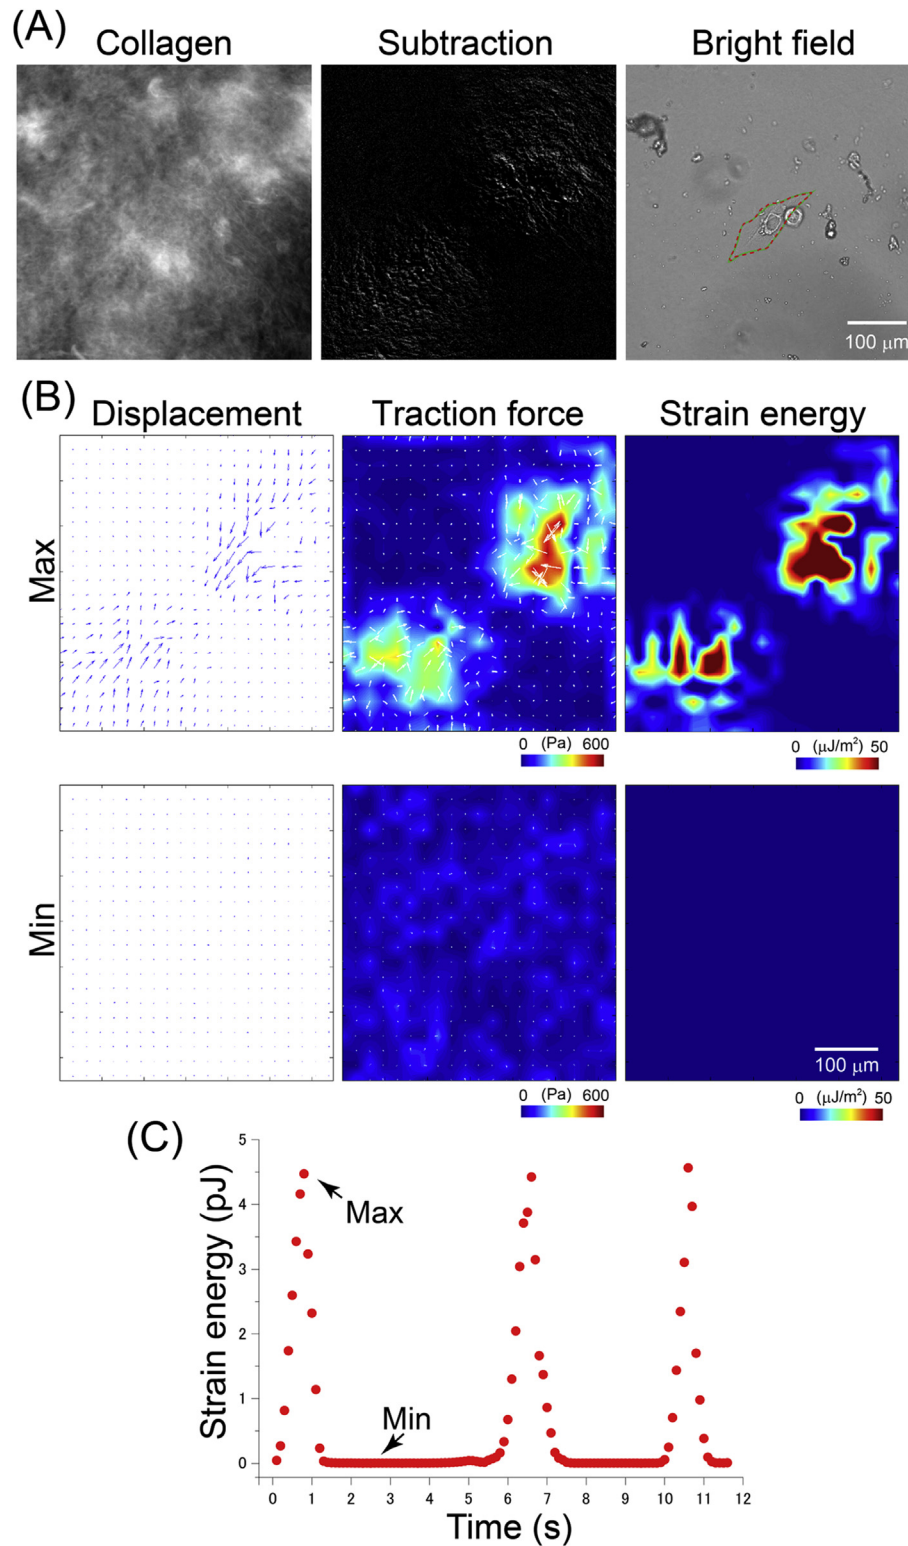 (A)
Collagen Subtraction Bright field
100 μm
(B)
Displacement Traction force Strain energy
Max
0 (Pa) 600 0 (μJ/m²) 50
Min
100 μm
0 (Pa) 600 0 (μJ/m²) 50
(C)
Strain energy (pJ)
5
4
3
2
1
0
Max
Min
0 1 2 3 4 5 6 7 8 9 10 11 12
Time (s)